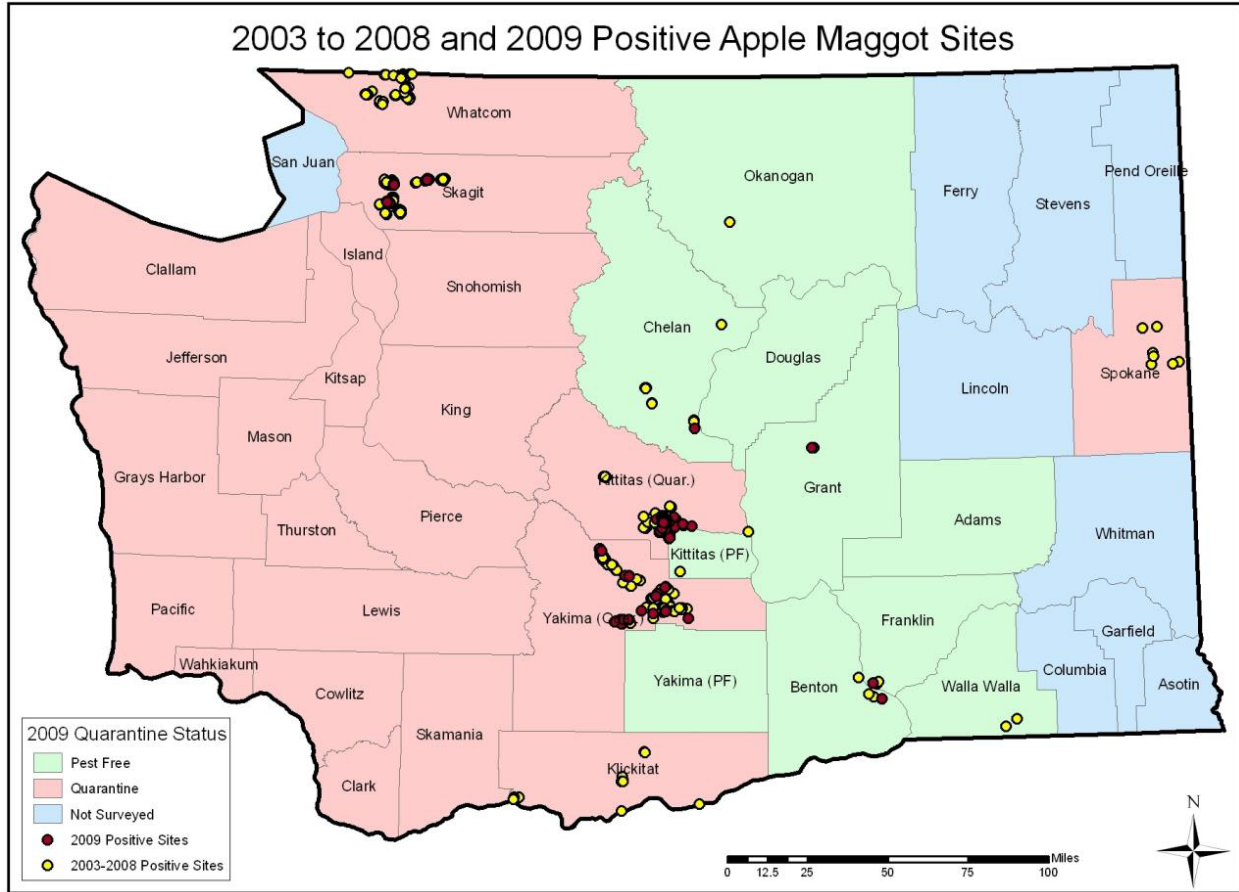 2003 to 2008 and 2009 Positive Apple Maggot Sites
Whatcom
San Juan
Skagit
Okanogan
Ferry
Stevens
Pend Oreille
Island
Clallam
Snohomish
Chelan
Douglas
Jefferson
Kitsap
King
Lincoln
Spokane
Mason
Grays Harbor
Kittitas (Quar.)
Grant
Thurston
Pierce
Adams
Whitman
Kittitas (PF)
Pacific
Lewis
Yakima
Franklin
Garfield
Wahkiakum
Columbia
Cowlitz
Yakima (PF)
Benton
Walla Walla
Asotin
Skamania
Klickitat
Clark
2009 Quarantine Status
Pest Free
Quarantine
Not Surveyed
2009 Positive Sites
2003-2008 Positive Sites
N
Miles
0 12.5 25 50 75 100